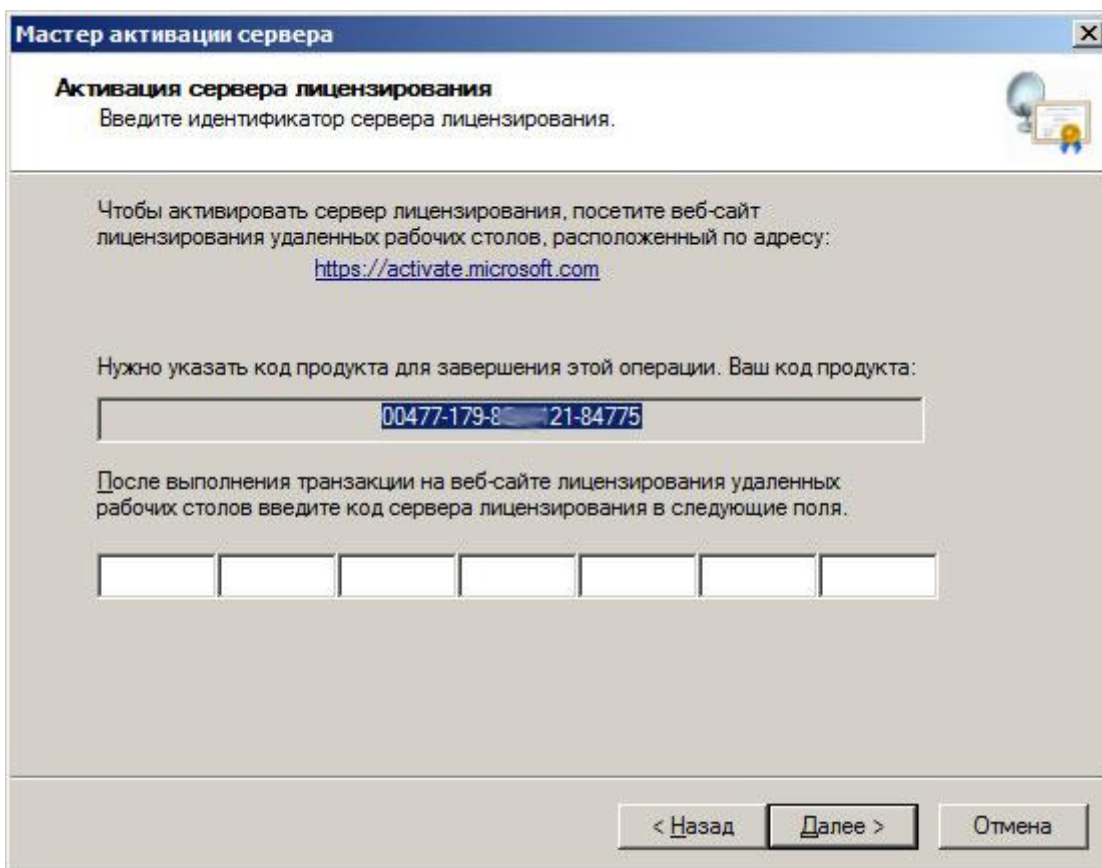 Мастер активации сервера
Активация сервера лицензирования
Введите идентификатор сервера лицензирования.
Чтобы активировать сервер лицензирования, посетите веб-сайт
лицензирования удаленных рабочих столов, расположенный по адресу:
https://activate.microsoft.com
Нужно указать код продукта для завершения этой операции. Ваш код продукта:
00477-179-8 21-84775
После выполнения транзакции на веб-сайте лицензирования удаленных
рабочих столов введите код сервера лицензирования в следующие поля.
< Назад Далее > Отмена